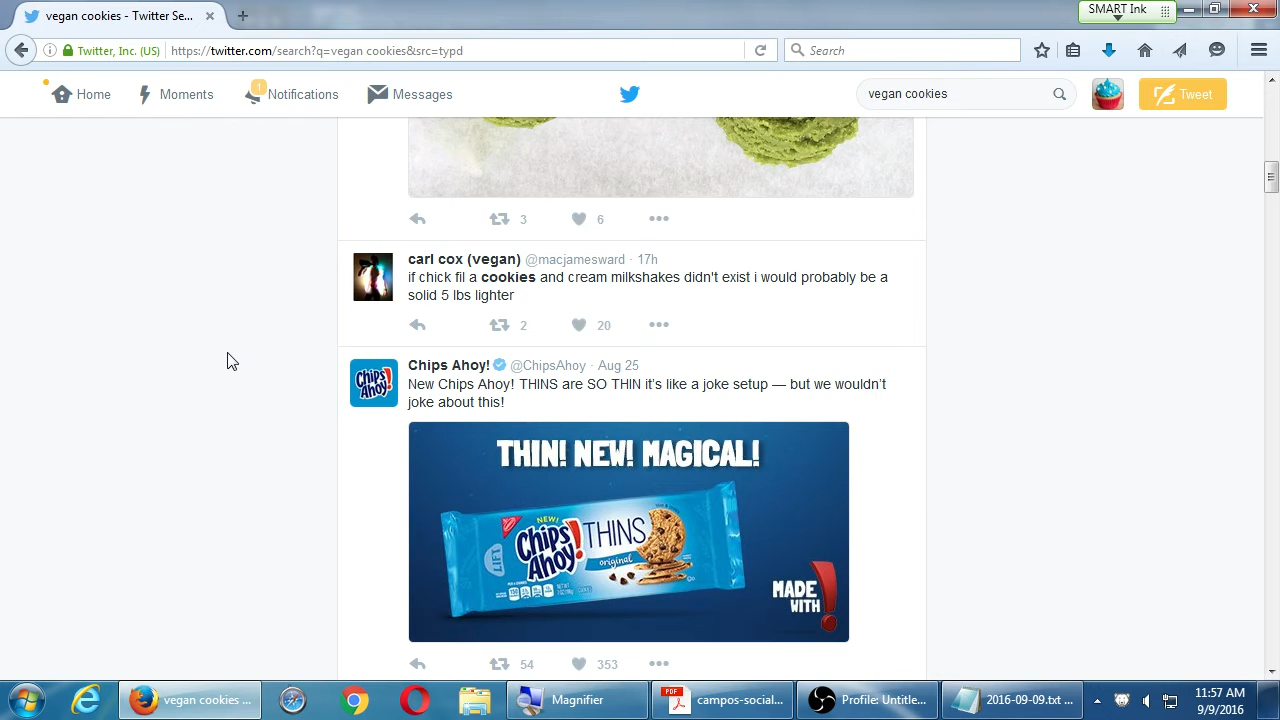 vegan cookies - Twitter Se...
SMART Ink
Twitter, Inc. (US)
https://twitter.com/search?q=vegan cookies&src=typd
Search
Home
Moments
1
Notifications
Messages
vegan cookies
Tweet
3
6
carl cox (vegan) @macjamesward · 17h
if chick fil a cookies and cream milkshakes didn't exist i would probably be a
solid 5 lbs lighter
2
20
Chips Ahoy! @ChipsAhoy · Aug 25
New Chips Ahoy! THINS are SO THIN it's like a joke setup — but we wouldn't
joke about this!
THIN! NEW! MAGICAL!
LIFT
NEW!
Chips
Ahoy!
THINS
original
MADE
WITH
54
353
vegan cookies ...
Magnifier
PDF
campos-social...
Profile: Untitle...
2016-09-09.txt ...
11:57 AM
9/9/2016